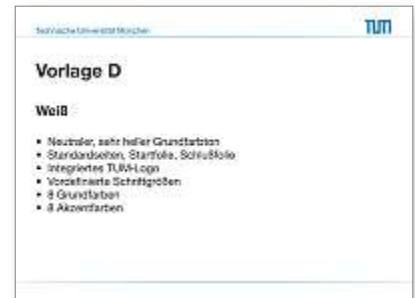 Technische Universität München
TUM
Vorlage D
Weiß
• Neutraler, sehr heller Grundfarbton
• Standardseiten, Startfolie, Schlußfolie
• Integriertes TUM-Logo
• Vordefinierte Schriftgrößen
• 8 Grundfarben
• 8 Akzentfarben